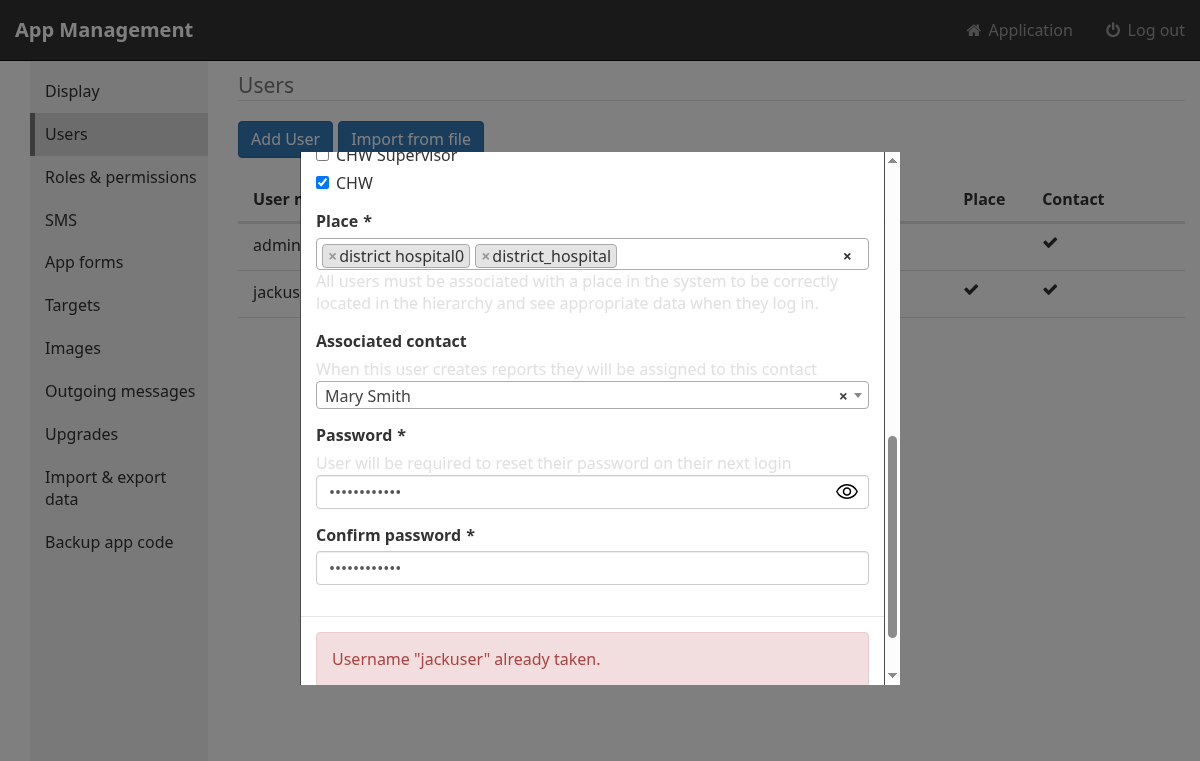 App Management
Application
Log out
Display
Users
Roles & permissions
SMS
App forms
Targets
Images
Outgoing messages
Upgrades
Import & export
data
Backup app code
Users
Add User
Import from file
User
Place
Contact
admin
jackus
CHW Supervisor
CHW
Place *
× district hospital0
× district_hospital
×
All users must be associated with a place in the system to be correctly
located in the hierarchy and see appropriate data when they log in.
Associated contact
When this user creates reports they will be assigned to this contact
Mary Smith
×
Password *
User will be required to reset their password on their next login
••••••••••••
Confirm password *
••••••••••••
Username "jackuser" already taken.